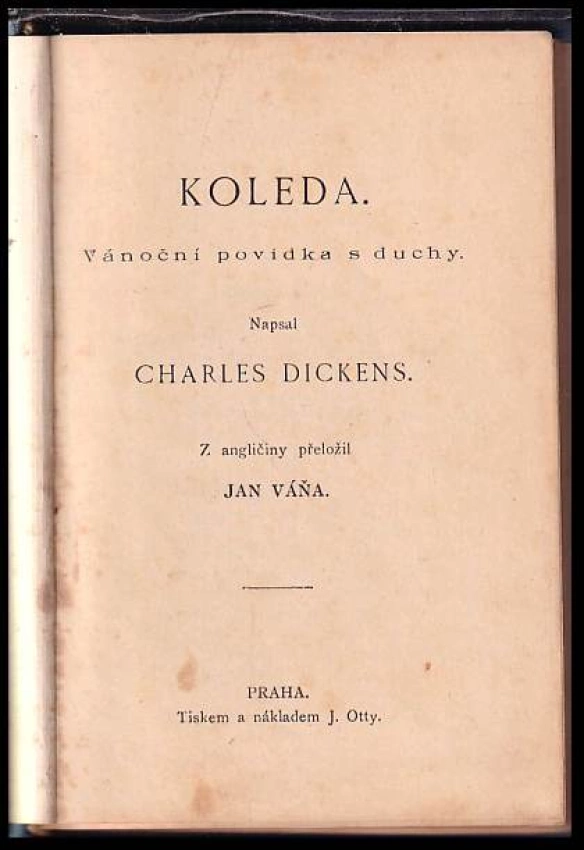 KOLEDA.
Vánoční povídka s duchy.
Napsal
CHARLES DICKENS.
Z angličiny přeložil
JAN VÁŇA.
PRAHA.
Tiskem a nákladem J. Otty.